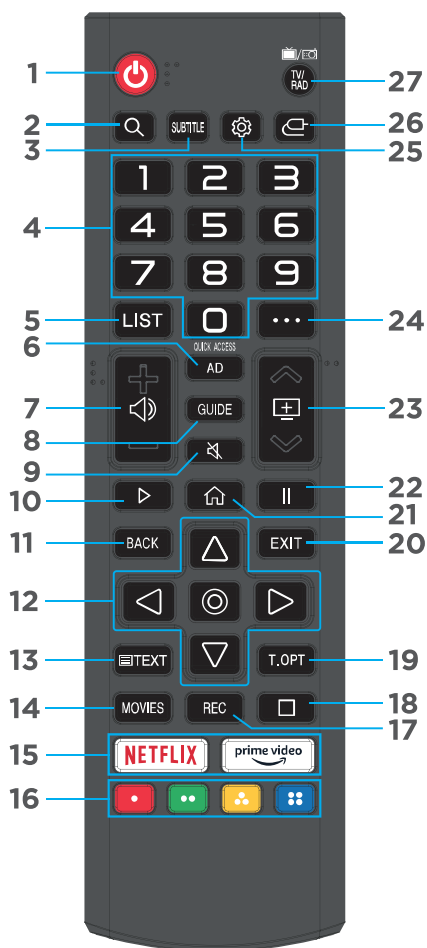 1
TV/
RAD
27
2
SUBTITLE
26
3
25
1 2 3
4
4 5 6
7 8 9
5
LIST
0
24
QUICK ACCESS
6
AD
7
23
8
GUIDE
9
10
22
21
11
BACK
EXIT
20
12
13
TEXT
T.OPT
19
14
MOVIES
REC
18
17
15
NETFLIX
prime video
16